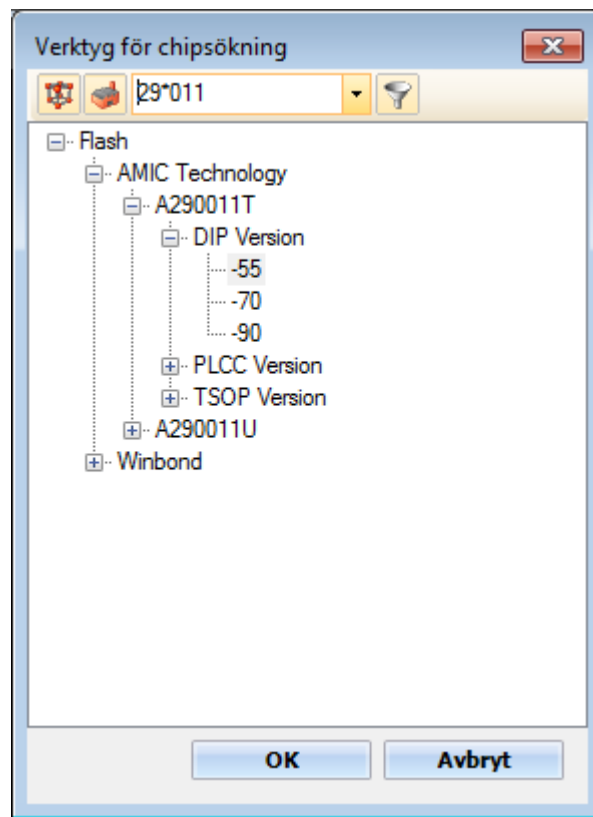 Verktyg för chipsökning
29*011
Flash
AMIC Technology
A290011T
DIP Version
-55
-70
-90
PLCC Version
TSOP Version
A290011U
Winbond
OK
Avbryt